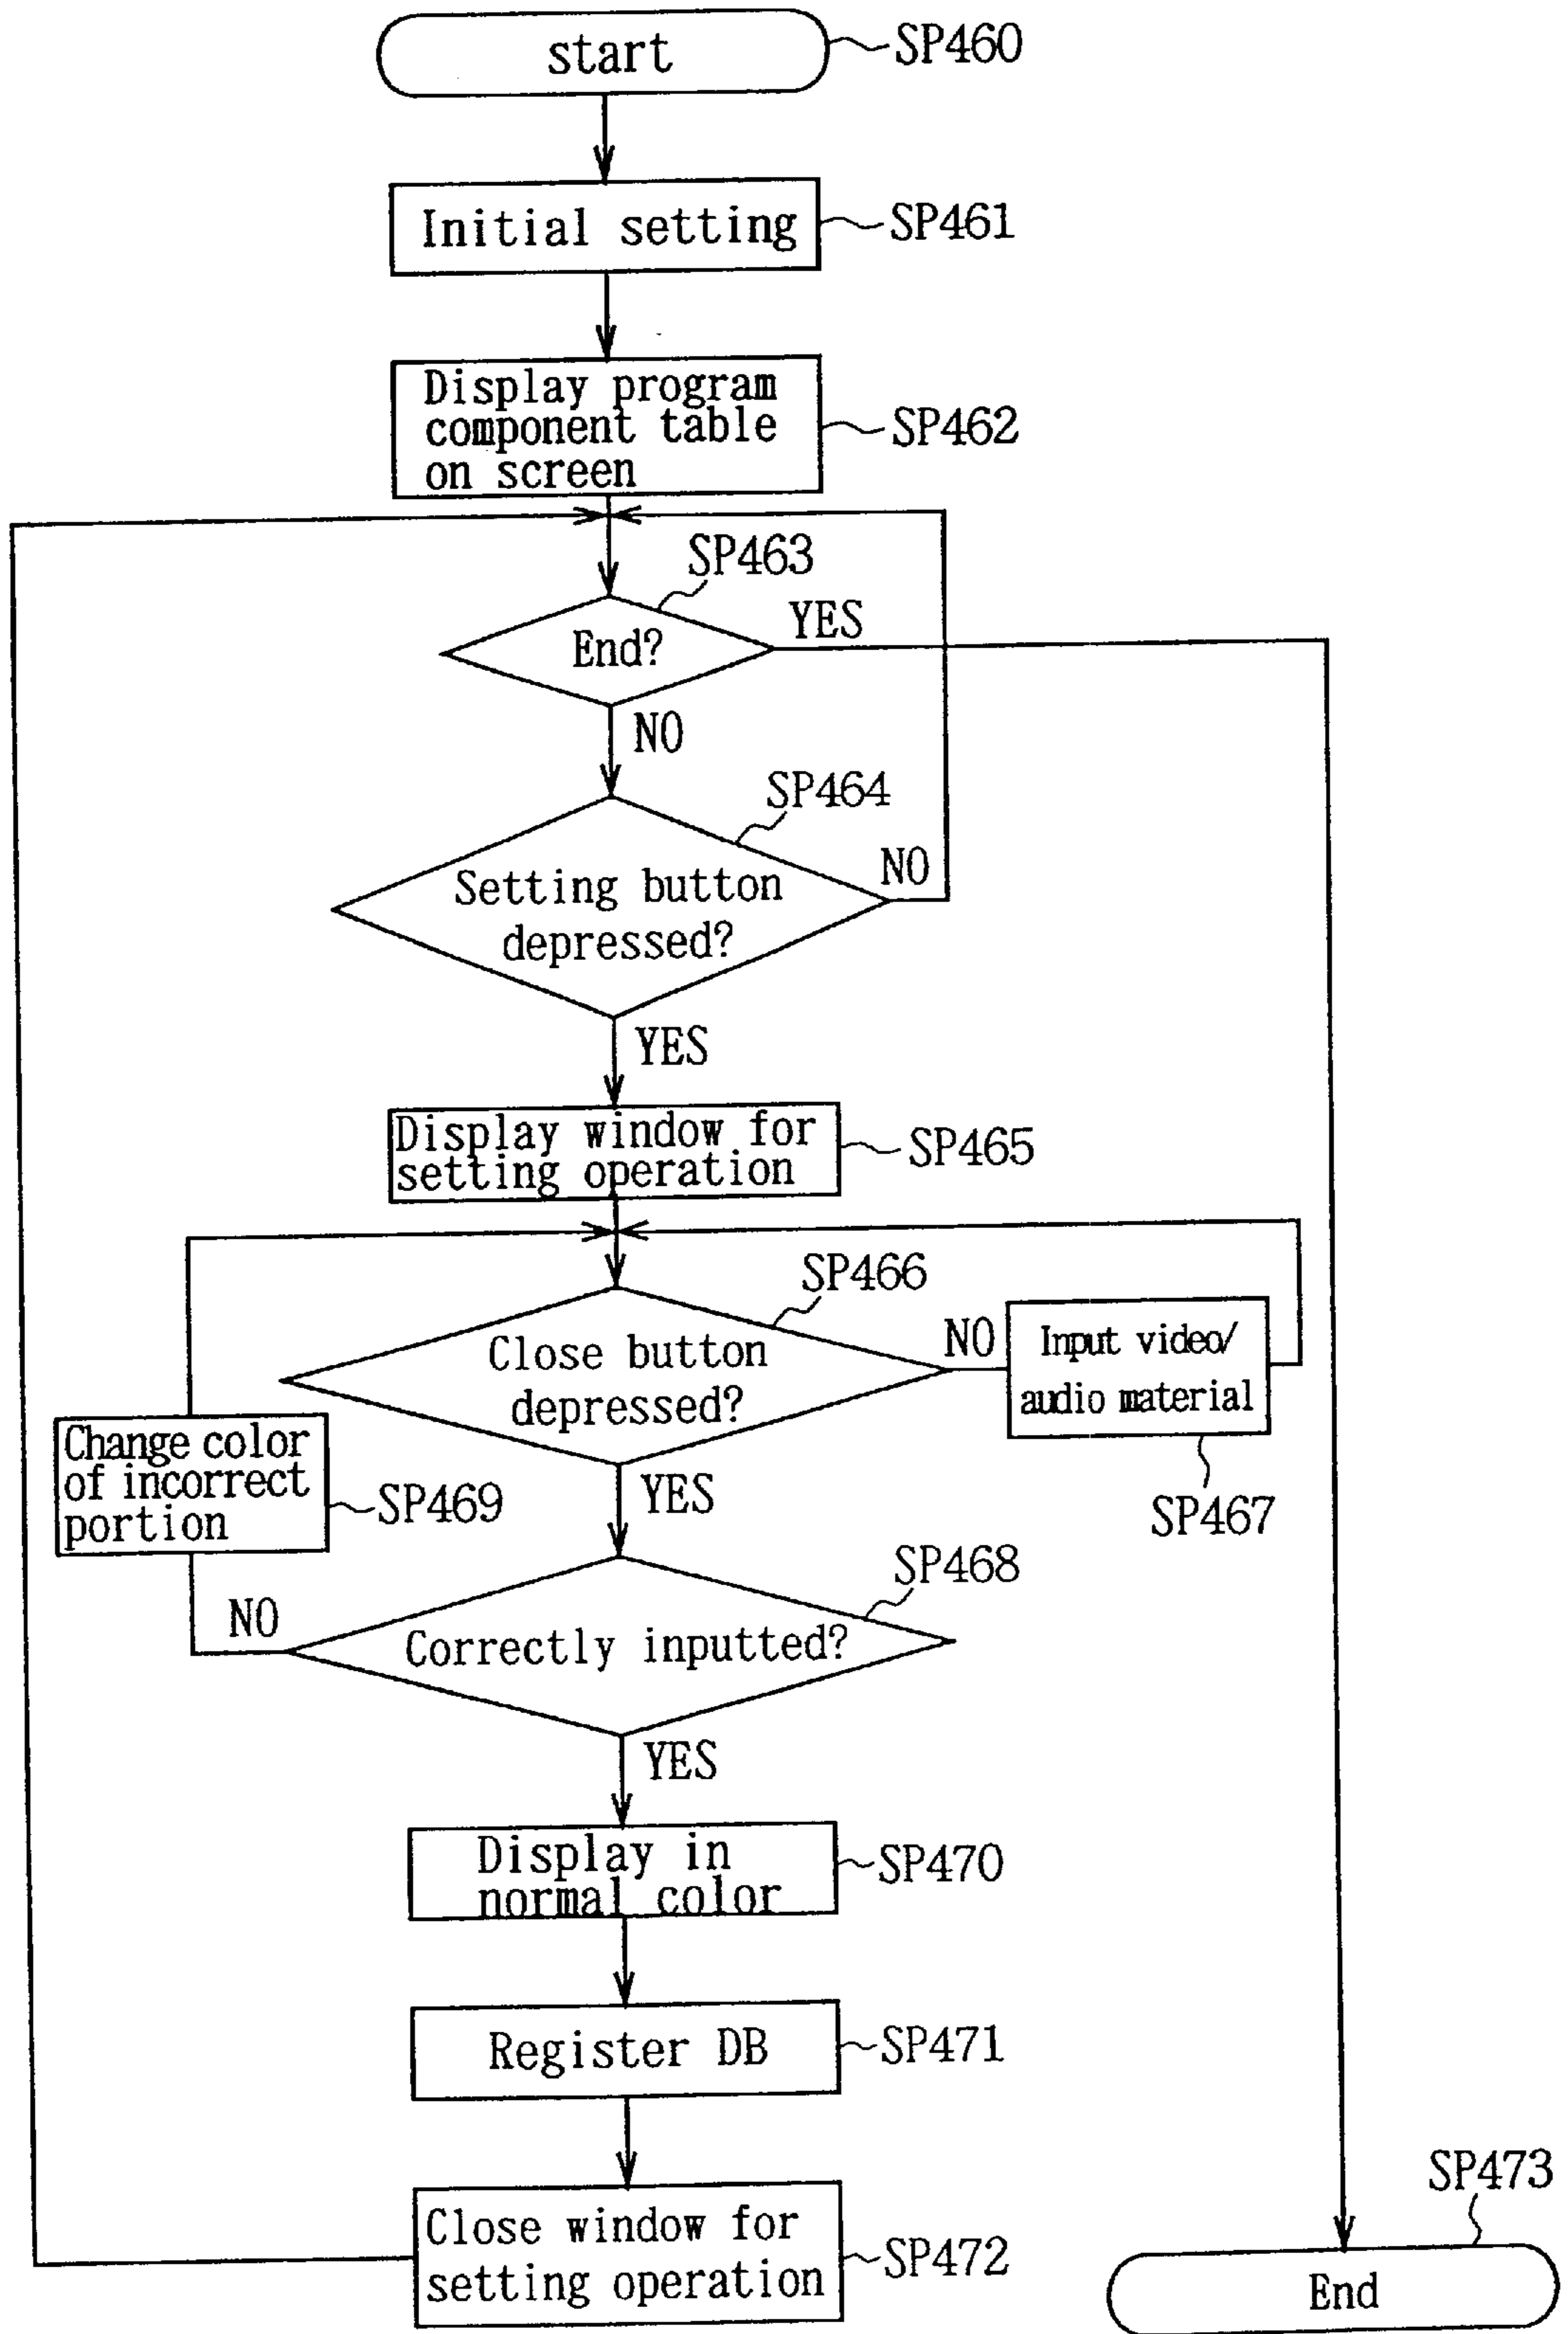 start
SP460
Initial setting
SP461
Display program
component table
on screen
SP462
SP463
End?
YES
NO
SP464
Setting button
depressed?
NO
YES
Display window for
setting operation
SP465
SP466
Close button
depressed?
NO
Input video/
audio material
SP467
YES
Change color
of incorrect
portion
SP469
SP468
Correctly inputted?
NO
YES
Display in
normal color
SP470
Register DB
SP471
Close window for
setting operation
SP472
SP473
End